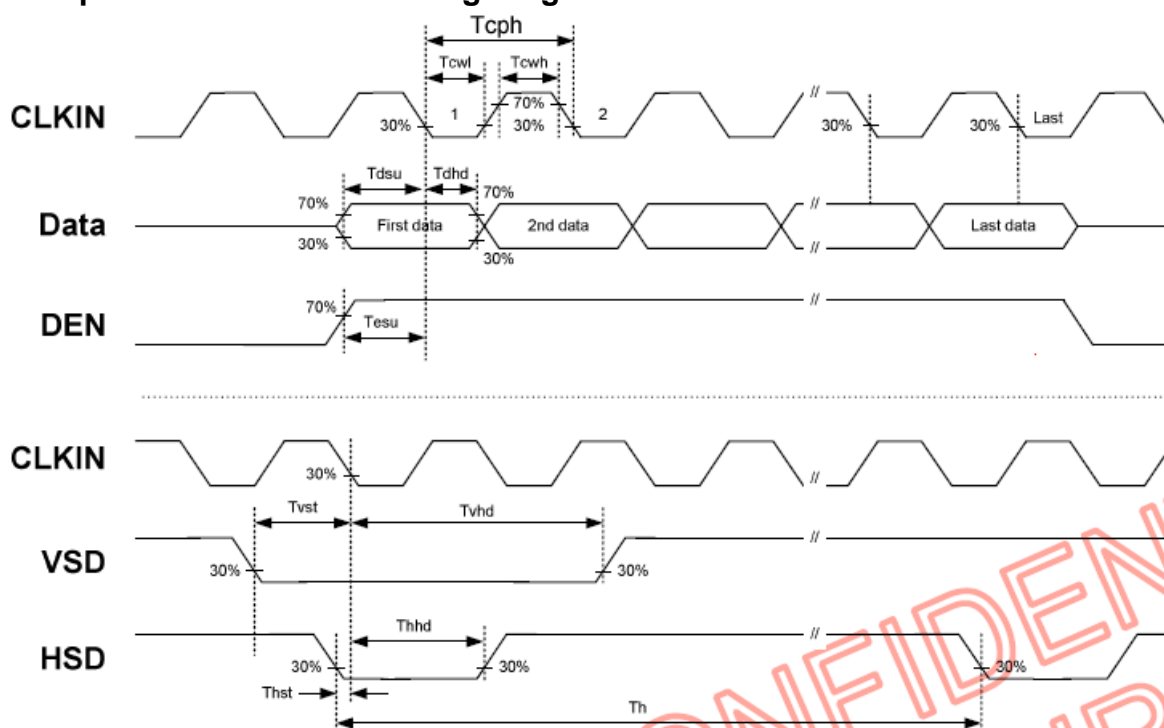 Tcph
Tcwl Tcwh
CLKIN 30% 1 70% 30% 2 // 30% 30% Last
Tdsu Tdhd
70% 70%
Data First data 2nd data // // Last data
30% 30%
DEN 70% //
Tesu
CLKIN 30% //
Tvst Tvhd
VSD 30% 30% //
Thhd
HSD 30% 30% // 30%
Thst
Th